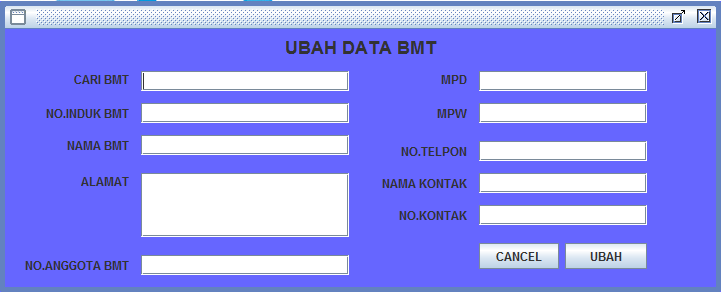 UBAH DATA BMT
CARI BMT
NO.INDUK BMT
NAMA BMT
ALAMAT
NO.ANGGOTA BMT
MPD
MPW
NO.TELPON
NAMA KONTAK
NO.KONTAK
CANCEL UBAH